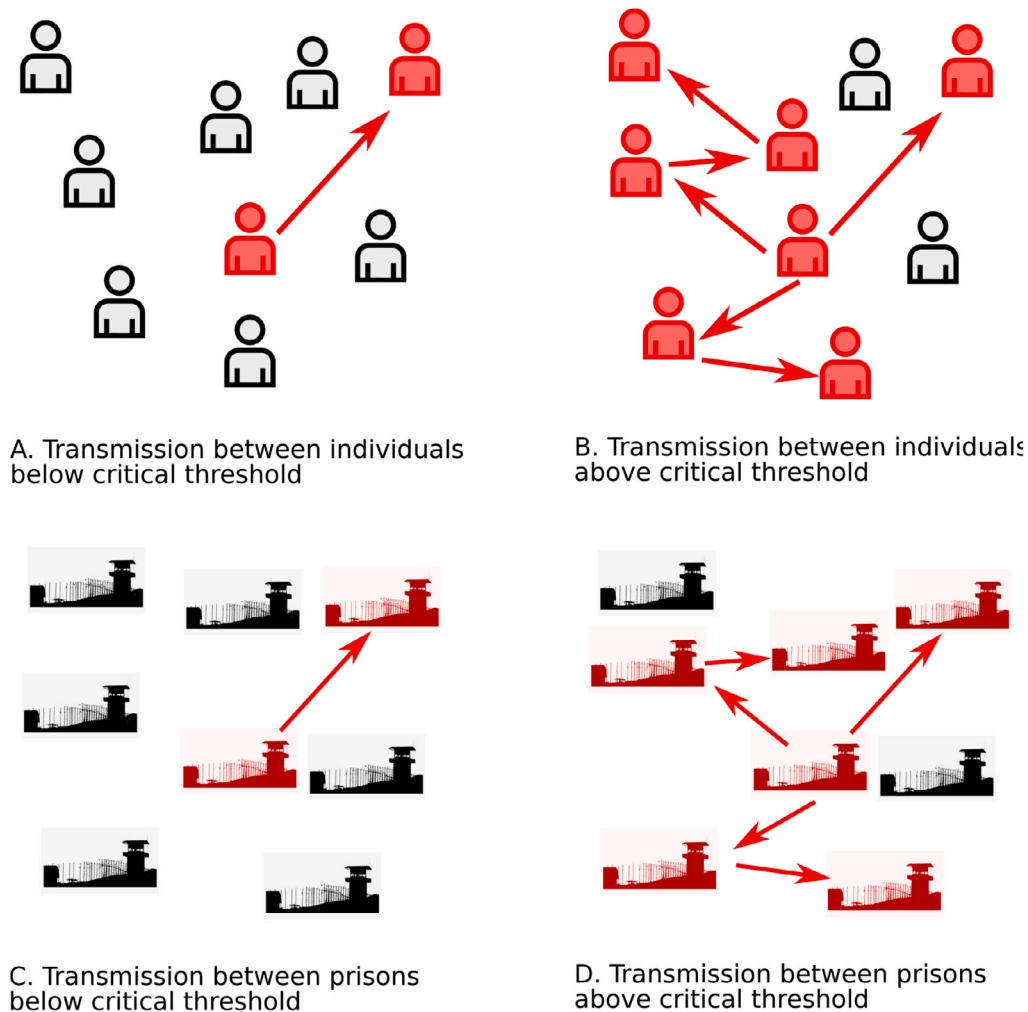 A. Transmission between individuals
below critical threshold
B. Transmission between individuals
above critical threshold
C. Transmission between prisons
below critical threshold
D. Transmission between prisons
above critical threshold